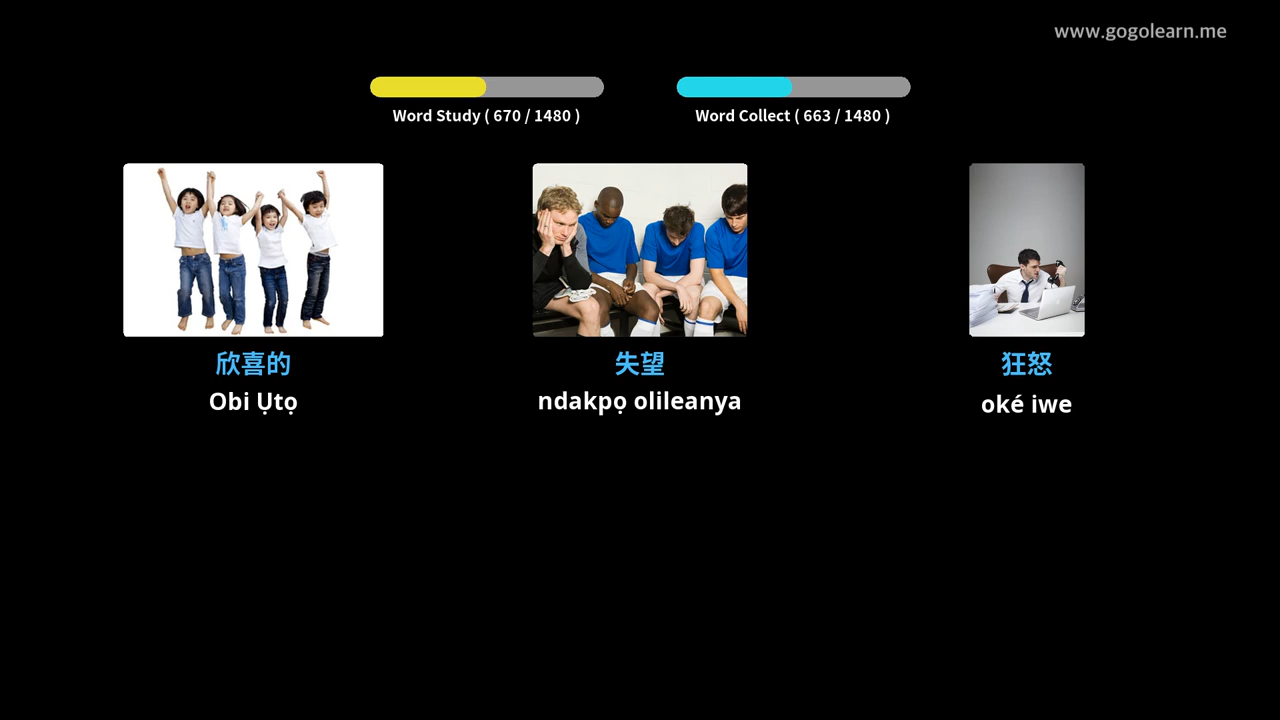 www.gogolearn.me
Word Study ( 670 / 1480 )
Word Collect ( 663 / 1480 )
欣喜的
失望
狂怒
Obi Ụtọ
ndakpọ olileanya
oké iwe